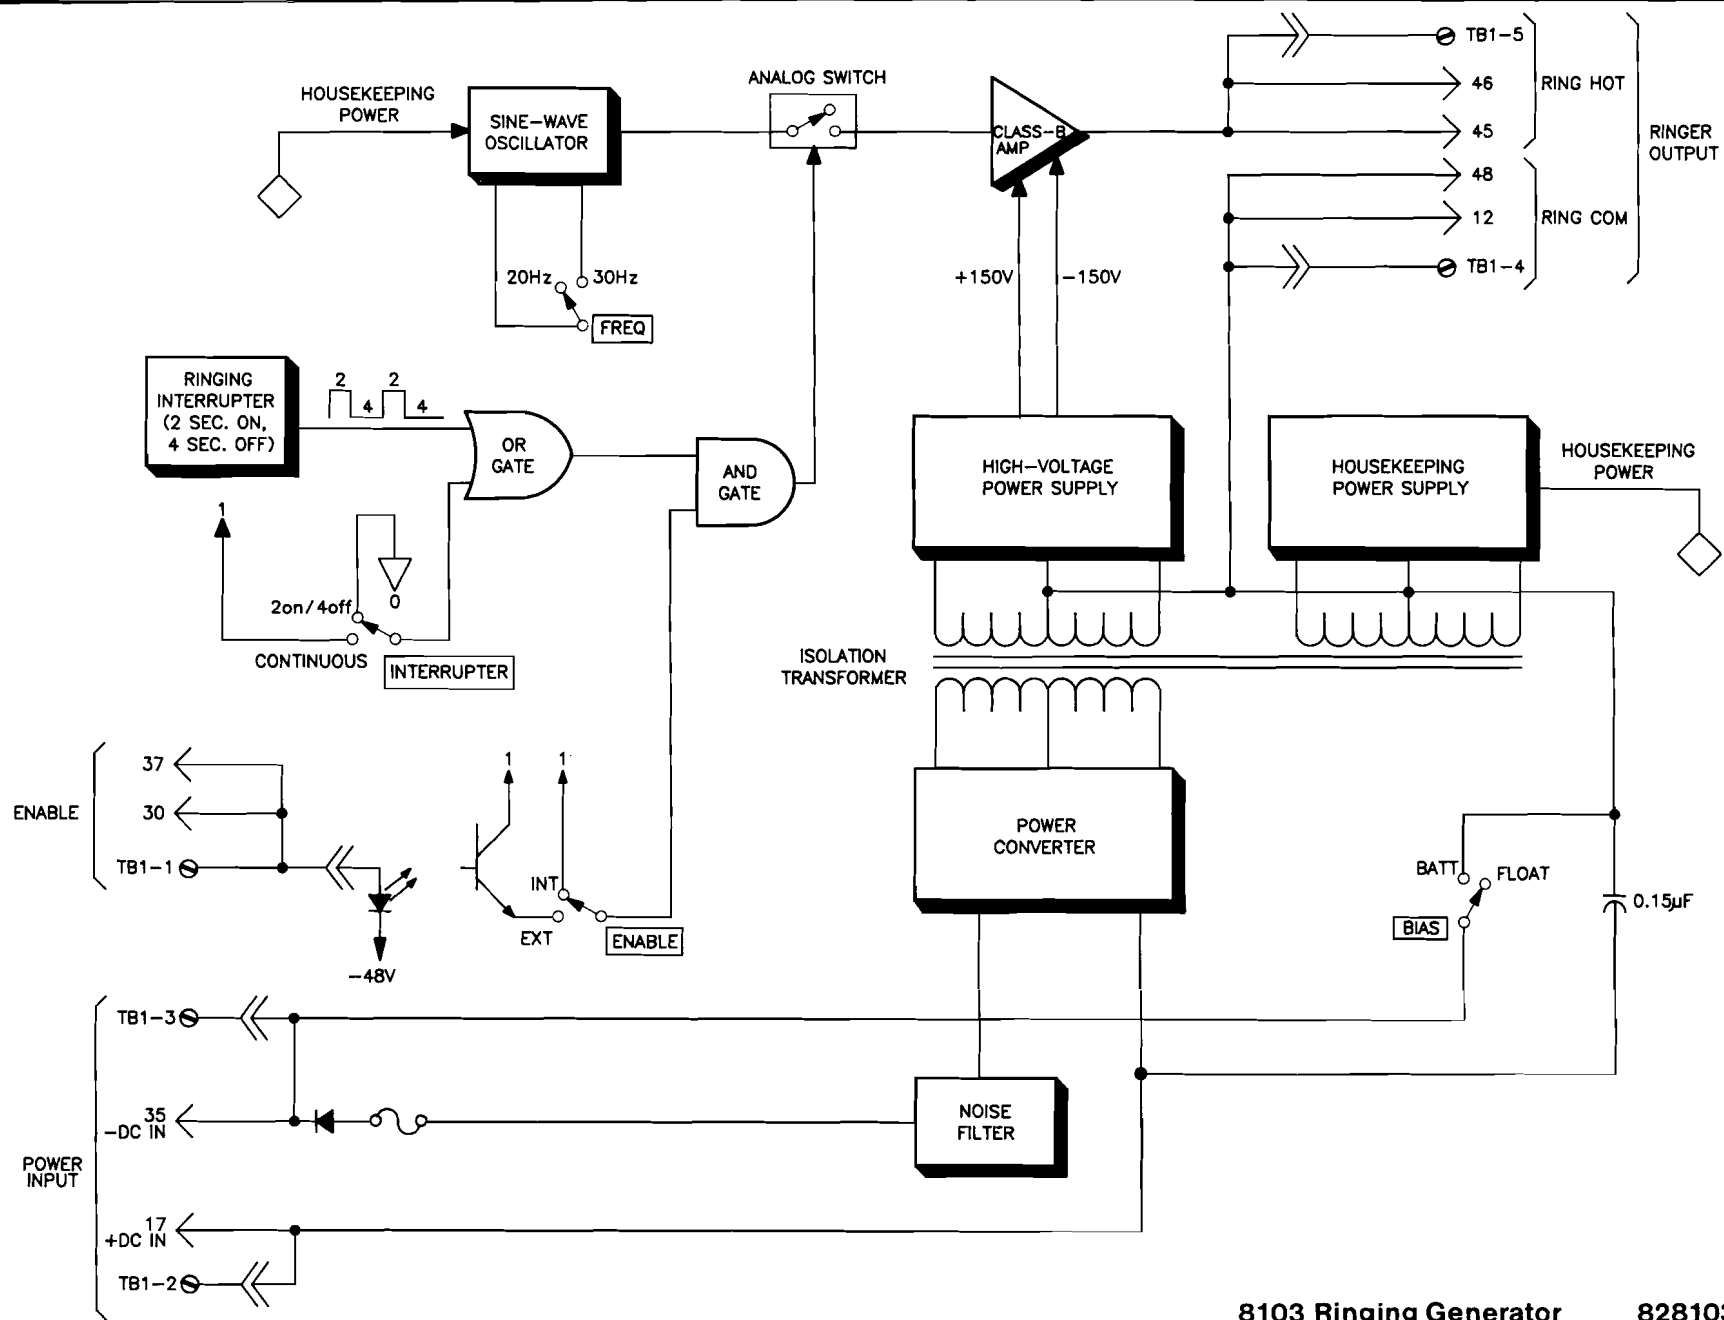 HOUSEKEEPING
POWER
SINE-WAVE
OSCILLATOR
ANALOG SWITCH
CLASS-B
AMP
TB1-5
46
45
RING HOT
48
12
TB1-4
RING COM
RINGER
OUTPUT
20Hz
30Hz
FREQ
+150V
-150V
RINGING
INTERRUPTER
(2 SEC. ON,
4 SEC. OFF)
2
4
2
4
OR
GATE
AND
GATE
1
0
2on/4off
CONTINUOUS
INTERRUPTER
HIGH-VOLTAGE
POWER SUPPLY
HOUSEKEEPING
POWER SUPPLY
HOUSEKEEPING
POWER
ISOLATION
TRANSFORMER
POWER
CONVERTER
ENABLE
37
30
TB1-1
-48V
1
1
INT
EXT
ENABLE
BATT
FLOAT
BIAS
0.15µF
POWER
INPUT
TB1-3
35
-DC IN
17
+DC IN
TB1-2
NOISE
FILTER
8103 Ringing Generator 828103